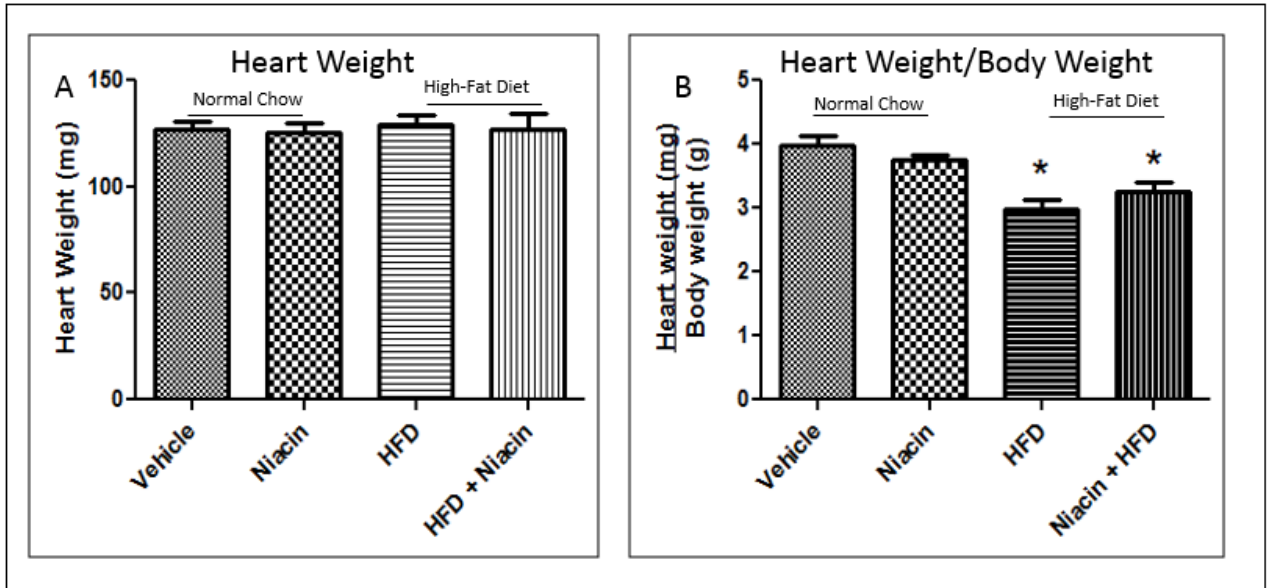 A
Heart Weight
Normal Chow
High-Fat Diet
Heart Weight (mg)
150
100
50
0
Vehicle
Niacin
HFD
HFD + Niacin
B
Heart Weight/Body Weight
Normal Chow
High-Fat Diet
Heart weight (mg)
Body weight (g)
5
4
3
2
1
0
*
*
Vehicle
Niacin
HFD
Niacin + HFD